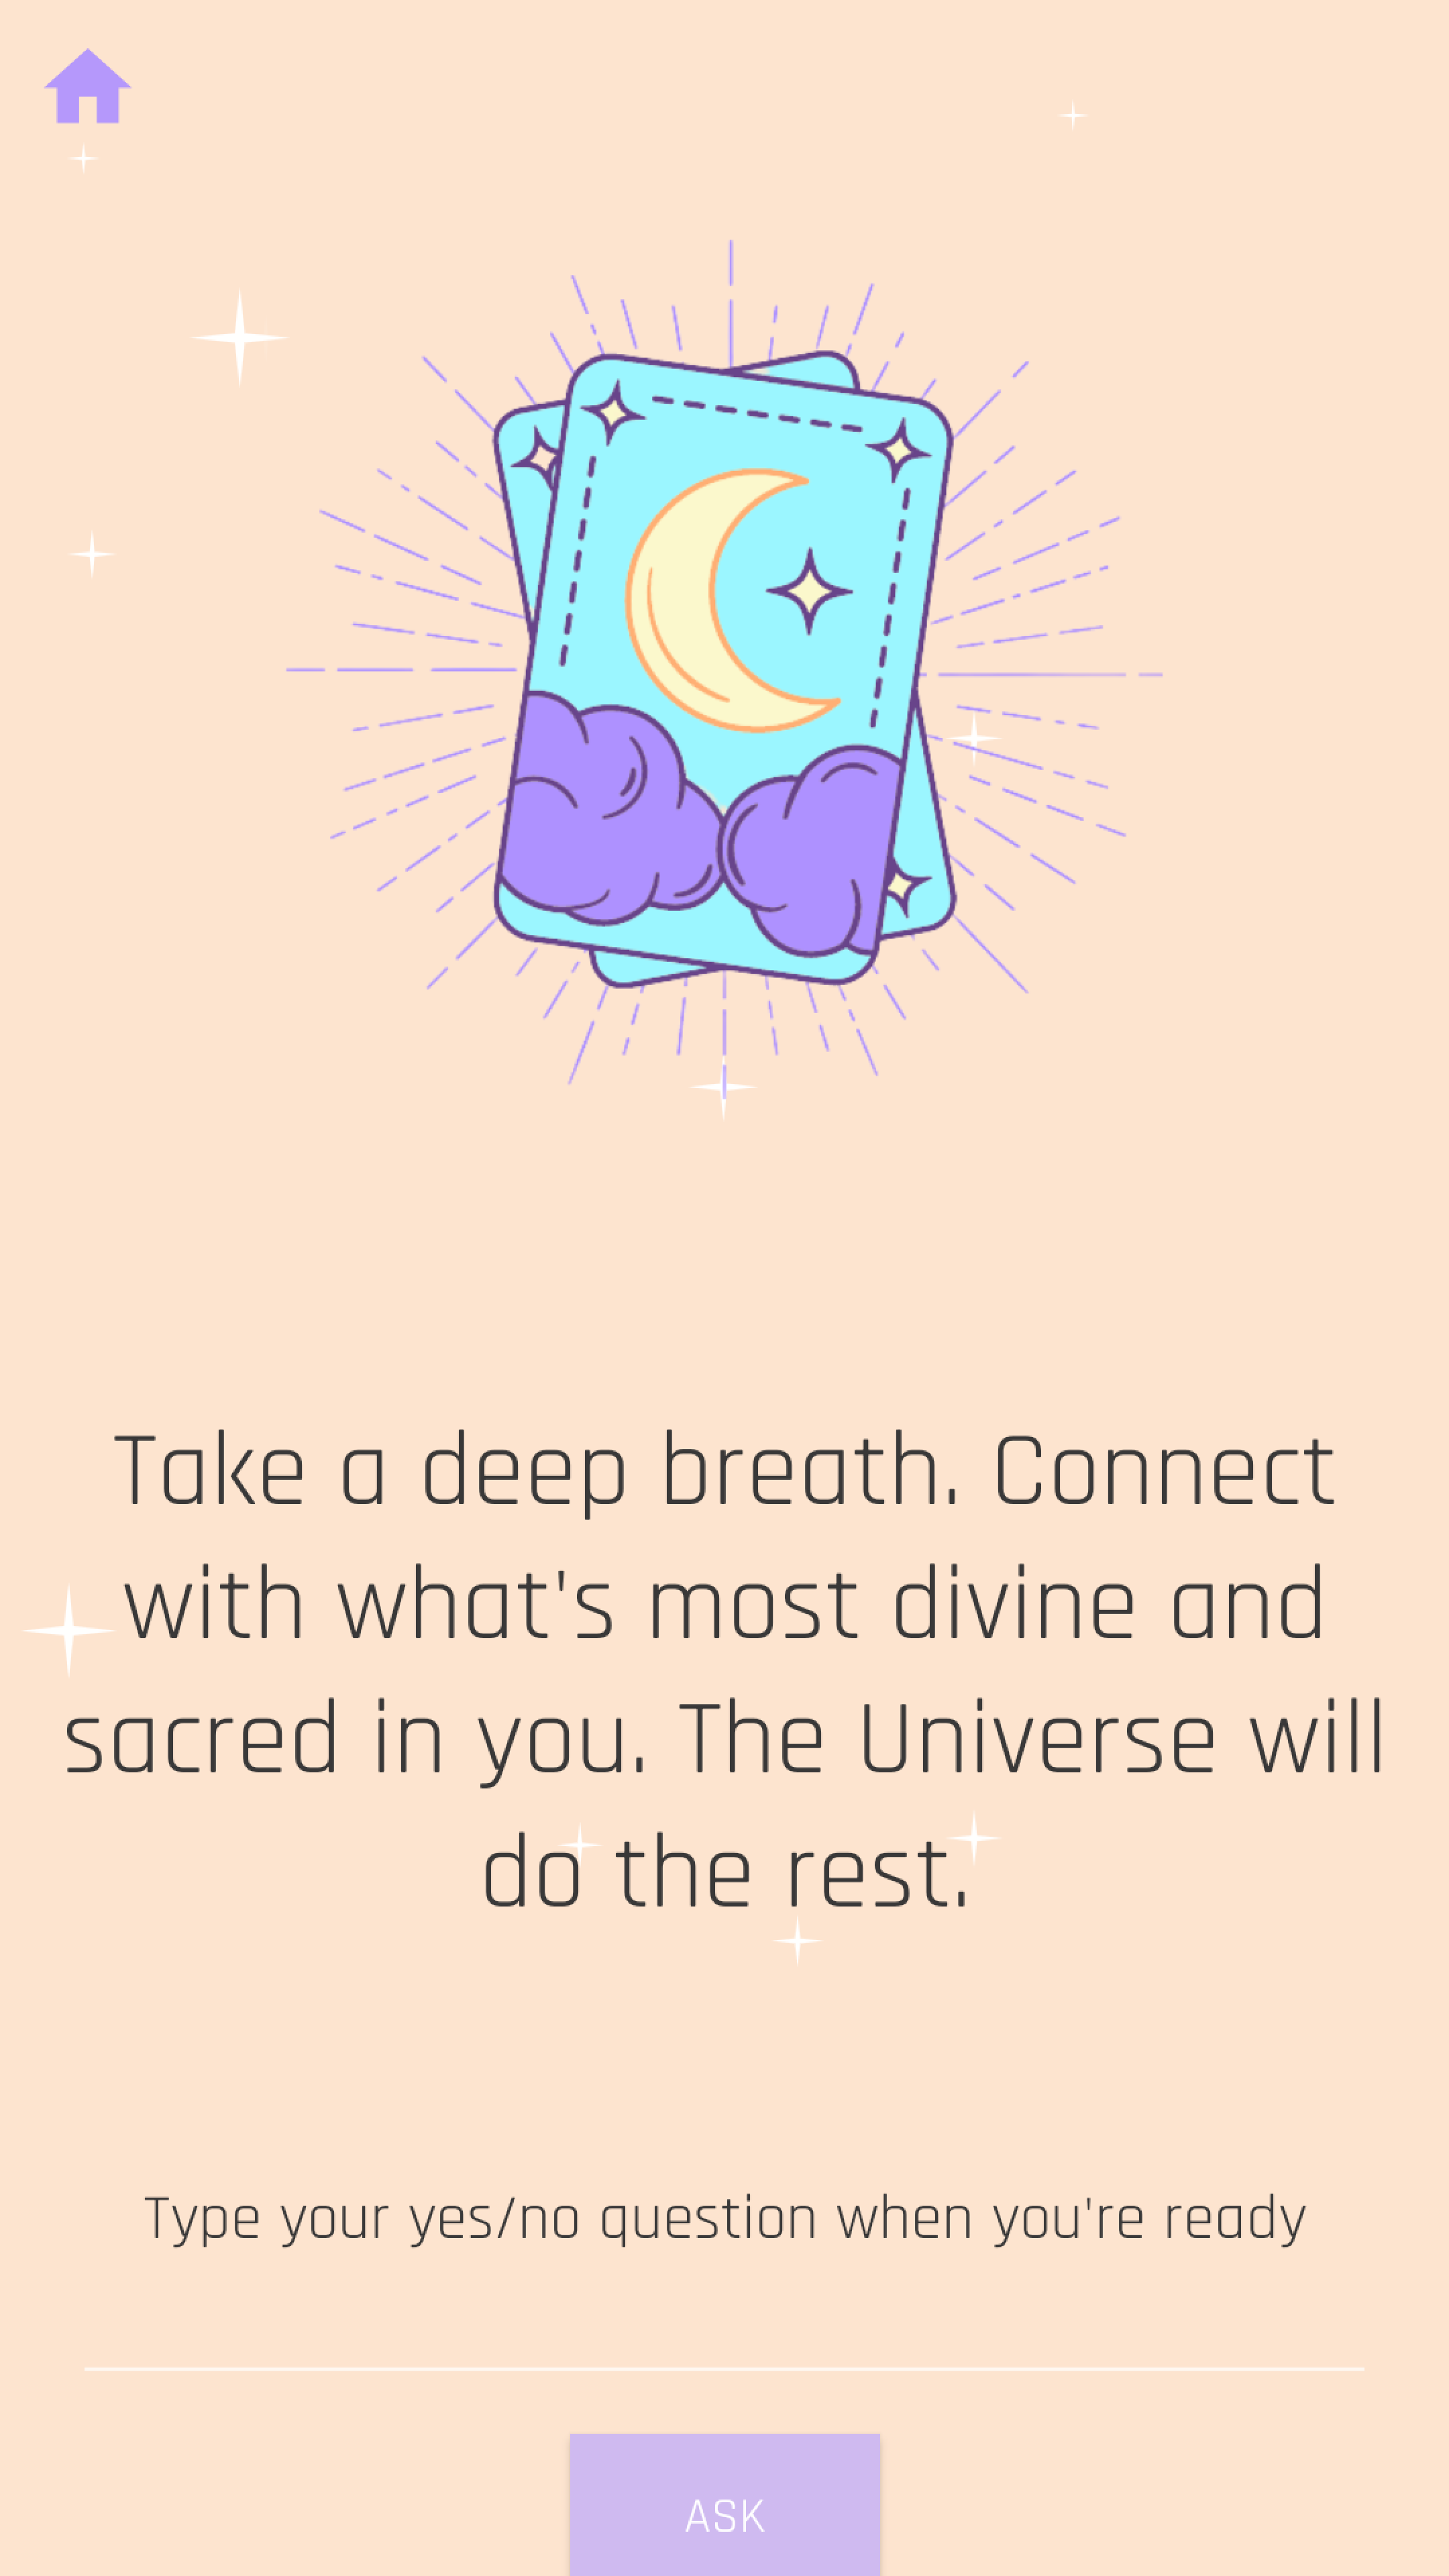 Take a deep breath. Connect
with what's most divine and
sacred in you. The Universe will
do the rest.
Type your yes/no question when you're ready
ASK